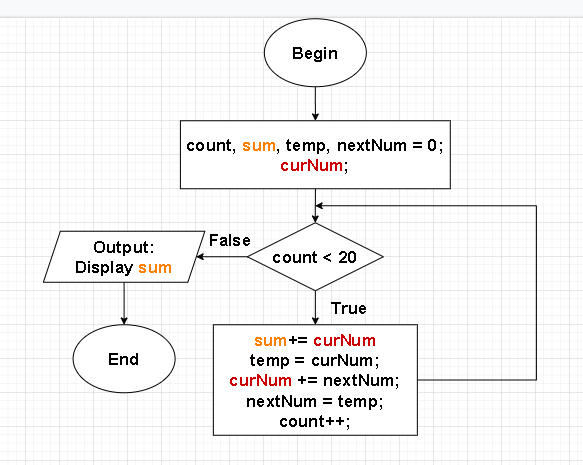 Begin
count, sum, temp, nextNum = 0;
curNum;
count < 20
False
Output:
Display sum
End
True
sum+= curNum
temp = curNum;
curNum += nextNum;
nextNum = temp;
count++;